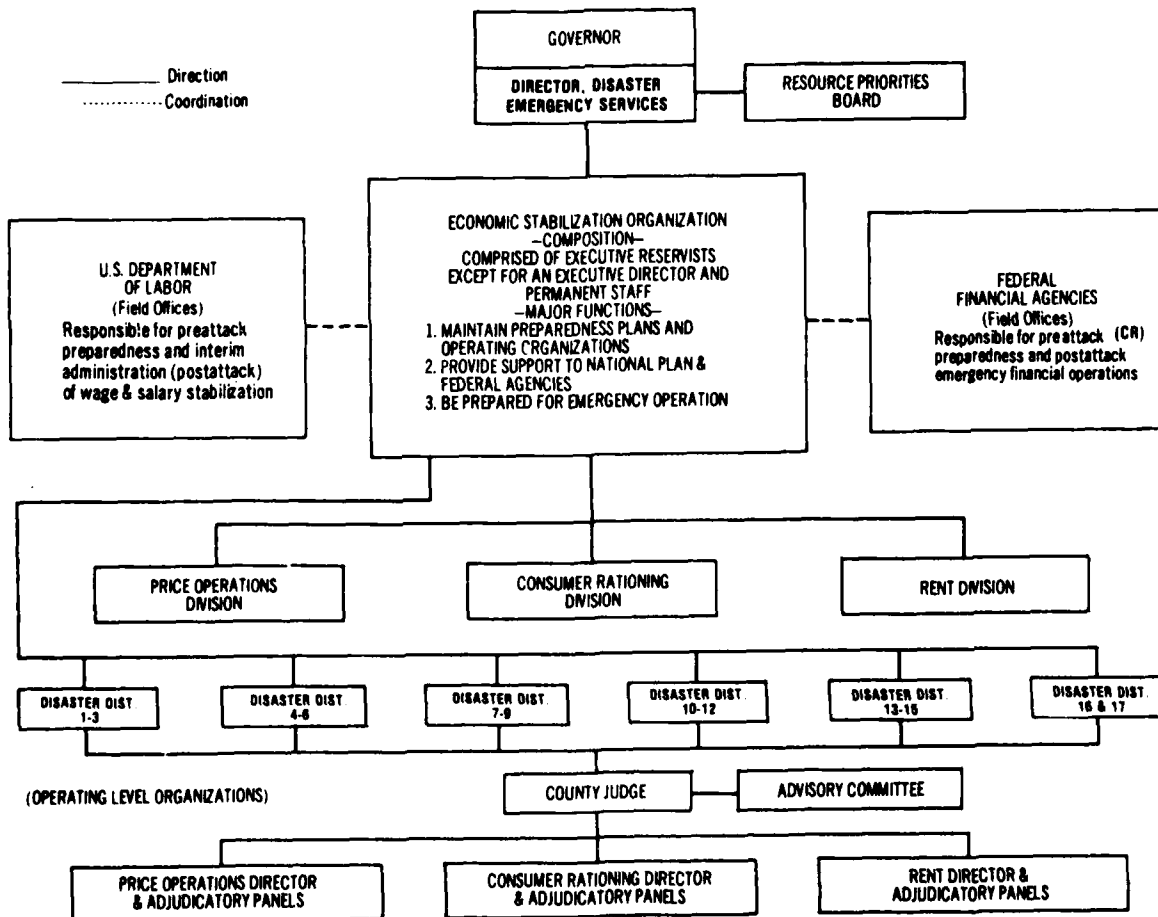 GOVERNOR
DIRECTOR, DISASTER
EMERGENCY SERVICES
RESOURCE PRIORITIES
BOARD
Direction
Coordination
U.S. DEPARTMENT
OF LABOR
(Field Offices)
Responsible for preattack
preparedness and interim
administration (postattack)
of wage & salary stabilization
ECONOMIC STABILIZATION ORGANIZATION
—COMPOSITION—
COMPRISED OF EXECUTIVE RESERVISTS
EXCEPT FOR AN EXECUTIVE DIRECTOR AND
PERMANENT STAFF
—MAJOR FUNCTIONS—
1. MAINTAIN PREPAREDNESS PLANS AND
OPERATING CRGANIZATIONS
2. PROVIDE SUPPORT TO NATIONAL PLAN &
FEDERAL AGENCIES
3. BE PREPARED FOR EMERGENCY OPERATION
FEDERAL
FINANCIAL AGENCIES
(Field Offices)
Responsible for preattack (CR)
preparedness and postattack
emergency financial operations
PRICE OPERATIONS
DIVISION
CONSUMER RATIONING
DIVISION
RENT DIVISION
DISASTER DIST.
1-3
DISASTER DIST.
4-6
DISASTER DIST.
7-9
DISASTER DIST.
10-12
DISASTER DIST.
13-15
DISASTER DIST.
16 & 17
(OPERATING LEVEL ORGANIZATIONS)
COUNTY JUDGE
ADVISORY COMMITTEE
PRICE OPERATIONS DIRECTOR
& ADJUDICATORY PANELS
CONSUMER RATIONING DIRECTOR
& ADJUDICATORY PANELS
RENT DIRECTOR &
ADJUDICATORY PANELS